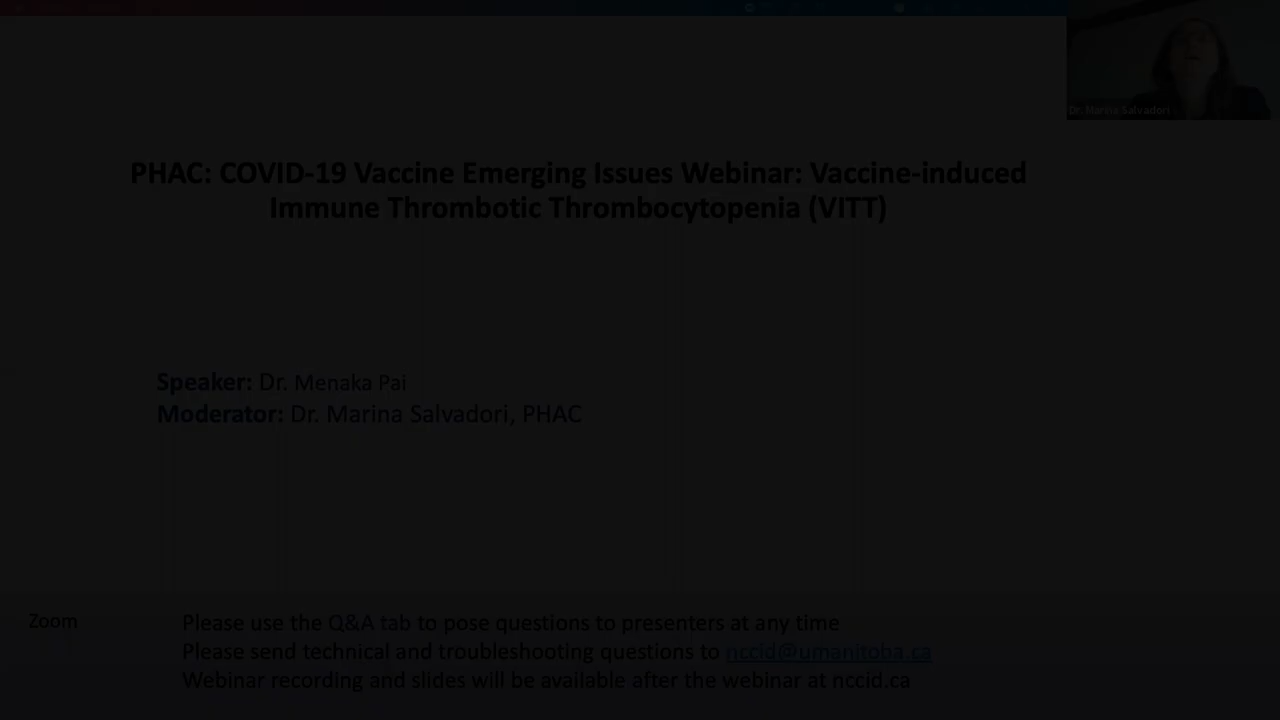 Dr. Marina Salvadori
PHAC: COVID-19 Vaccine Emerging Issues Webinar: Vaccine-induced
Immune Thrombotic Thrombocytopenia (VITT)
Speaker: Dr. Menaka Pai
Moderator: Dr. Marina Salvadori, PHAC
Zoom
Please use the Q&A tab to pose questions to presenters at any time
Please send technical and troubleshooting questions to nccid@umanitoba.ca
Webinar recording and slides will be available after the webinar at nccid.ca